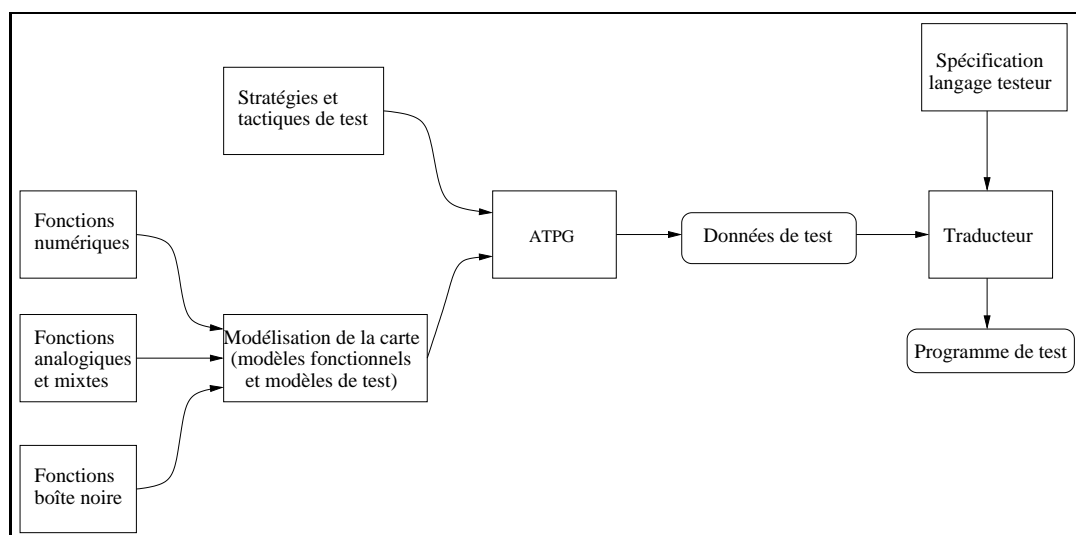 Spécification
langage testeur
Stratégies et
tactiques de test
Fonctions
numériques
ATPG
Données de test
Traducteur
Fonctions
analogiques
et mixtes
Modélisation de la carte
(modèles fonctionnels
et modèles de test)
Programme de test
Fonctions
boîte noire